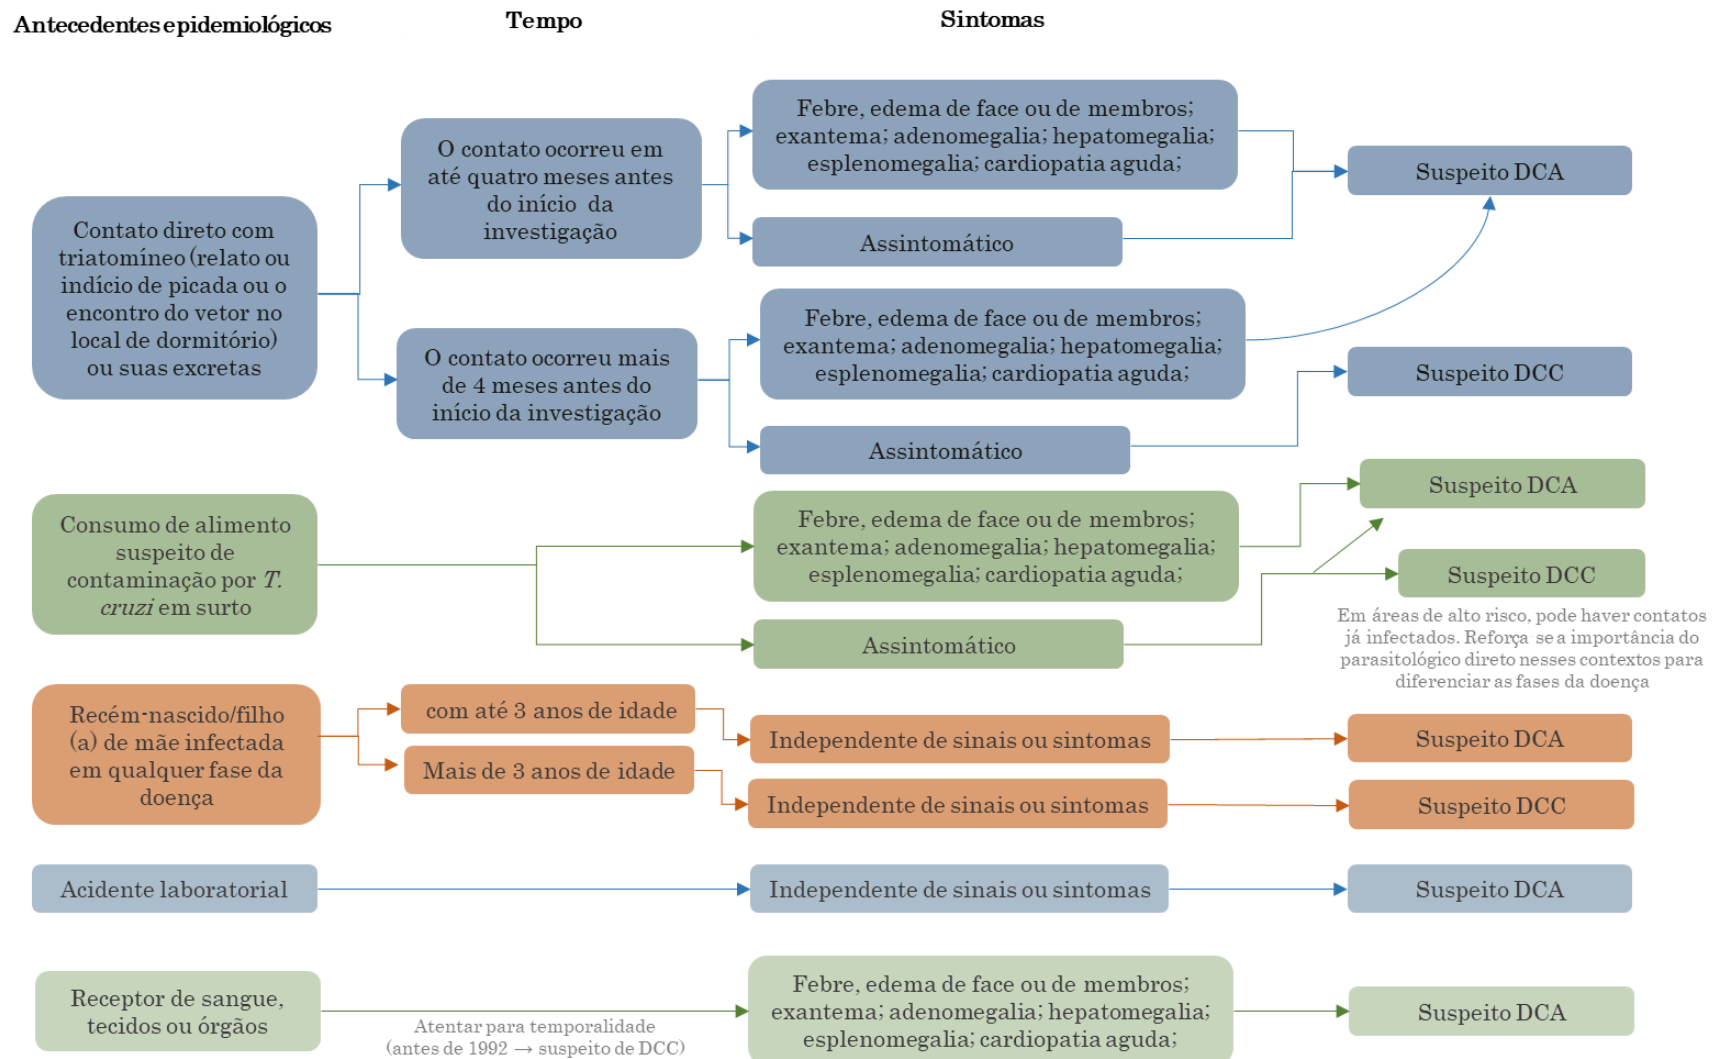 Antecedentes epidemiológicos
Tempo
Sintomas
Contato direto com
triatomíneo (relato ou
indício de picada ou o
encontro do vetor no
local de dormitório)
ou suas excretas
O contato ocorreu em
até quatro meses antes
do início da
investigação
Febre, edema de face ou de membros;
exantema; adenomegalia; hepatomegalia;
esplenomegalia; cardiopatia aguda;
Assintomático
Suspeito DCA
O contato ocorreu mais
de 4 meses antes do
início da investigação
Febre, edema de face ou de membros;
exantema; adenomegalia; hepatomegalia;
esplenomegalia; cardiopatia aguda;
Assintomático
Suspeito DCC
Consumo de alimento
suspeito de
contaminação por T.
cruzi em surto
Febre, edema de face ou de membros;
exantema; adenomegalia; hepatomegalia;
esplenomegalia; cardiopatia aguda;
Assintomático
Suspeito DCA
Suspeito DCC
Em áreas de alto risco, pode haver contatos
já infectados. Reforça se a importância do
parasitológico direto nesses contextos para
diferenciar as fases da doença
Recém-nascido/filho
(a) de mãe infectada
em qualquer fase da
doença
com até 3 anos de idade
Independente de sinais ou sintomas
Suspeito DCA
Mais de 3 anos de idade
Independente de sinais ou sintomas
Suspeito DCC
Acidente laboratorial
Independente de sinais ou sintomas
Suspeito DCA
Receptor de sangue,
tecidos ou órgãos
Atentar para temporalidade
(antes de 1992 → suspeito de DCC)
Febre, edema de face ou de membros;
exantema; adenomegalia; hepatomegalia;
esplenomegalia; cardiopatia aguda;
Suspeito DCA